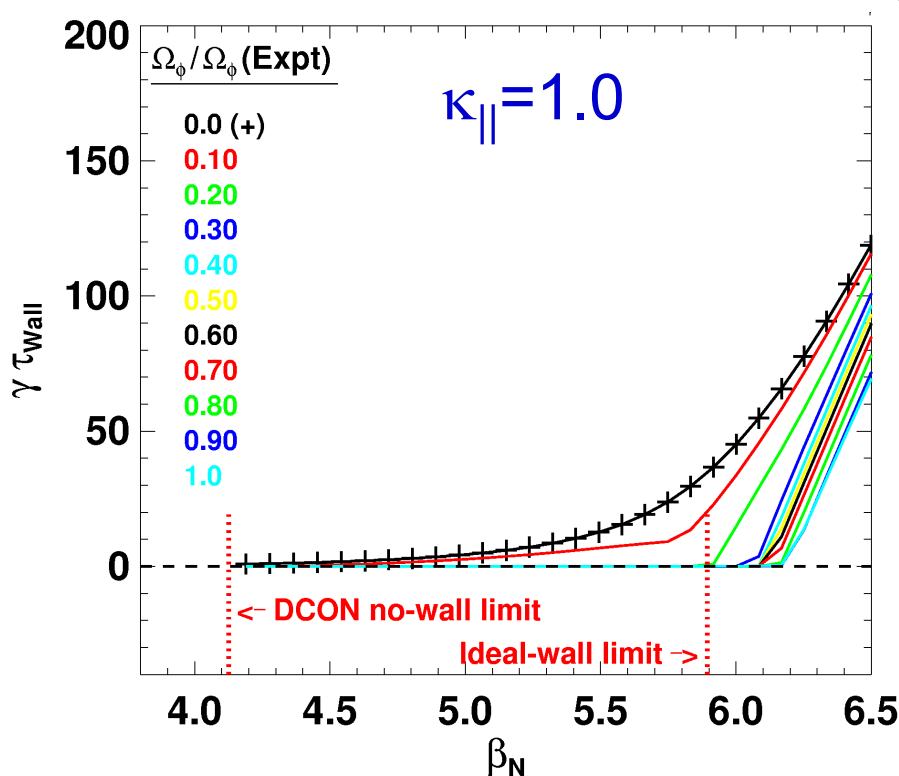 200
150
100
50
0
γ τWall
Ωϕ/Ωϕ(Expt)
0.0 (+)
0.10
0.20
0.30
0.40
0.50
0.60
0.70
0.80
0.90
1.0
κ||=1.0
<- DCON no-wall limit
Ideal-wall limit ->
4.0 4.5 5.0 5.5 6.0 6.5
βN